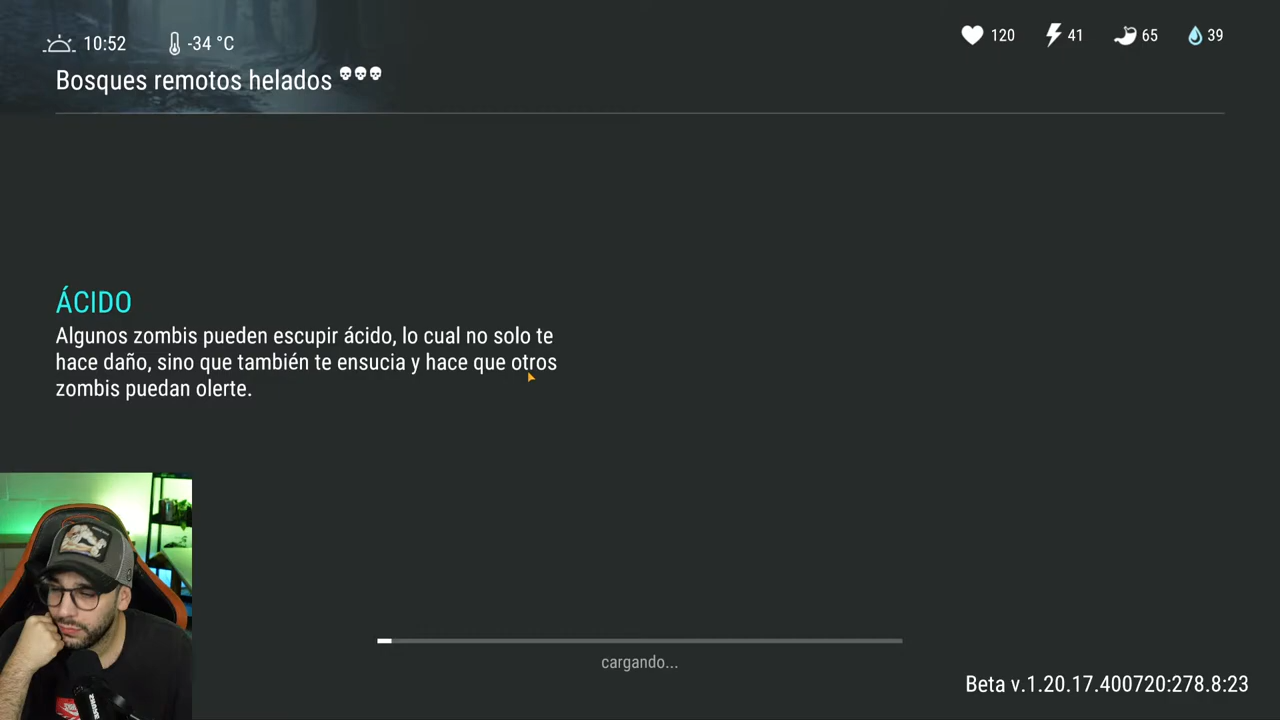 10:52 -34 °C
120 41 65 39
Bosques remotos helados
ÁCIDO
Algunos zombis pueden escupir ácido, lo cual no solo te
hace daño, sino que también te ensucia y hace que otros
zombis puedan olerte.
cargando...
Beta v.1.20.17.400720:278.8:23